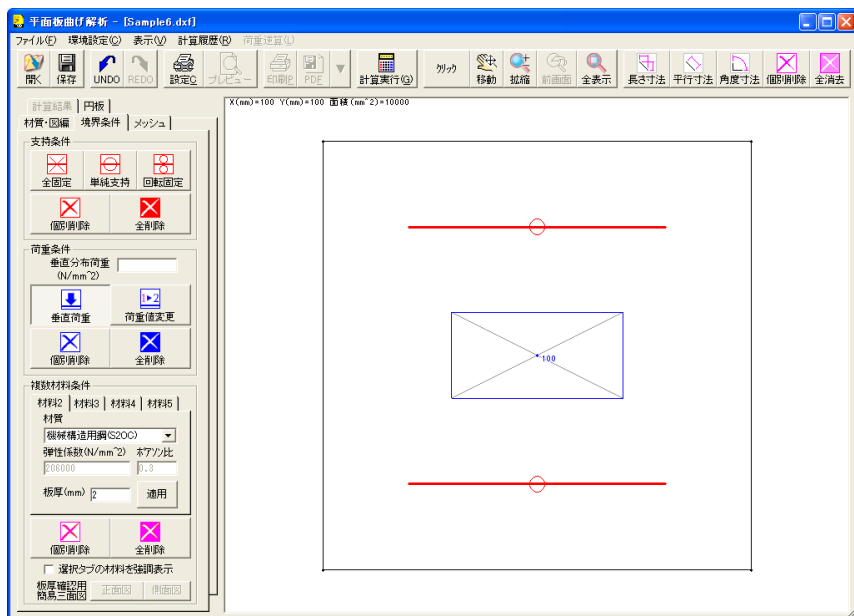 平面板曲げ解析 - [Sample6.dxf]
ファイル(F) 環境設定(C) 表示(V) 計算履歴(R) 荷重速算(L)
開く 保存 UNDO REDO 設定C プレビュー 印刷P PDF 計算実行(G) クリック 移動 拡縮 前画面 全表示 長さ寸法 平行寸法 角度寸法 個別削除 全消去
計算結果 円板
材質・図編 境界条件 メッシュ
X(mm)=100 Y(mm)=100 面積(mm^2)=10000
支持条件
全固定 単純支持 回転固定
個別削除 全削除
荷重条件
垂直分布荷重
(N/mm^2)
1▶2
垂直荷重 荷重値変更
個別削除 全削除
100
複数材料条件
材料2 材料3 材料4 材料5
材質
機械構造用鋼(S20C)
弾性係数(N/mm^2) ポアソン比
206000 0.3
板厚(mm) 2 適用
個別削除 全削除
選択タブの材料を強調表示
板厚確認用
簡易三面図 正面図 側面図